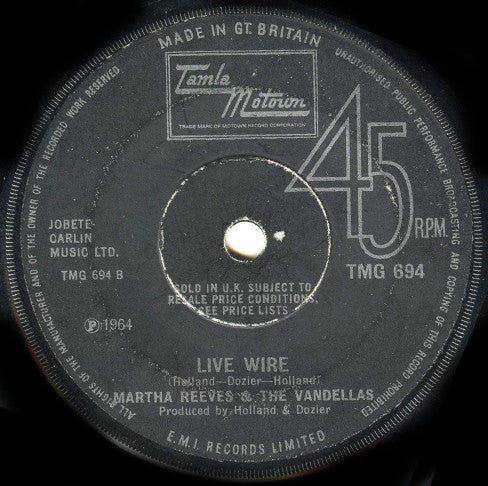 MADE IN GT. BRITAIN
Tamla
Motown
TRADE MARK OF MOTOWN RECORD CORPORATION
45
RPM
TMG 694
JOBETE-
CARLIN
MUSIC LTD.
TMG 694 B
SOLD IN U.K. SUBJECT TO
RESALE PRICE CONDITIONS,
SEE PRICE LISTS
Ⓟ1964
LIVE WIRE
(Holland—Dozier—Holland)
MARTHA REEVES & THE VANDELLAS
Produced by Holland & Dozier
E.M.I. RECORDS LIMITED
ALL RIGHTS OF THE MANUFACTURER AND OF THE OWNER OF THE RECORDED WORK RESERVED
UNAUTHORISED PUBLIC PERFORMANCE BROADCASTING AND COPYING OF THIS RECORD PROHIBITED